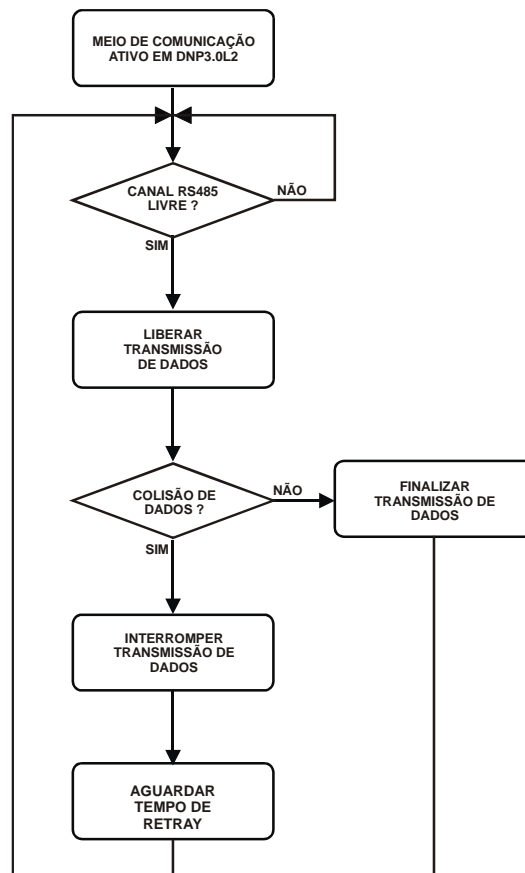 MEIO DE COMUNICAÇÃO
ATIVO EM DNP3.0L2
CANAL RS485
LIVRE ?
NÃO
SIM
LIBERAR
TRANSMISSÃO
DE DADOS
COLISÃO DE
DADOS ?
NÃO
FINALIZAR
TRANSMISSÃO DE
DADOS
SIM
INTERROMPER
TRANSMISSÃO DE
DADOS
AGUARDAR
TEMPO DE
RETRAY